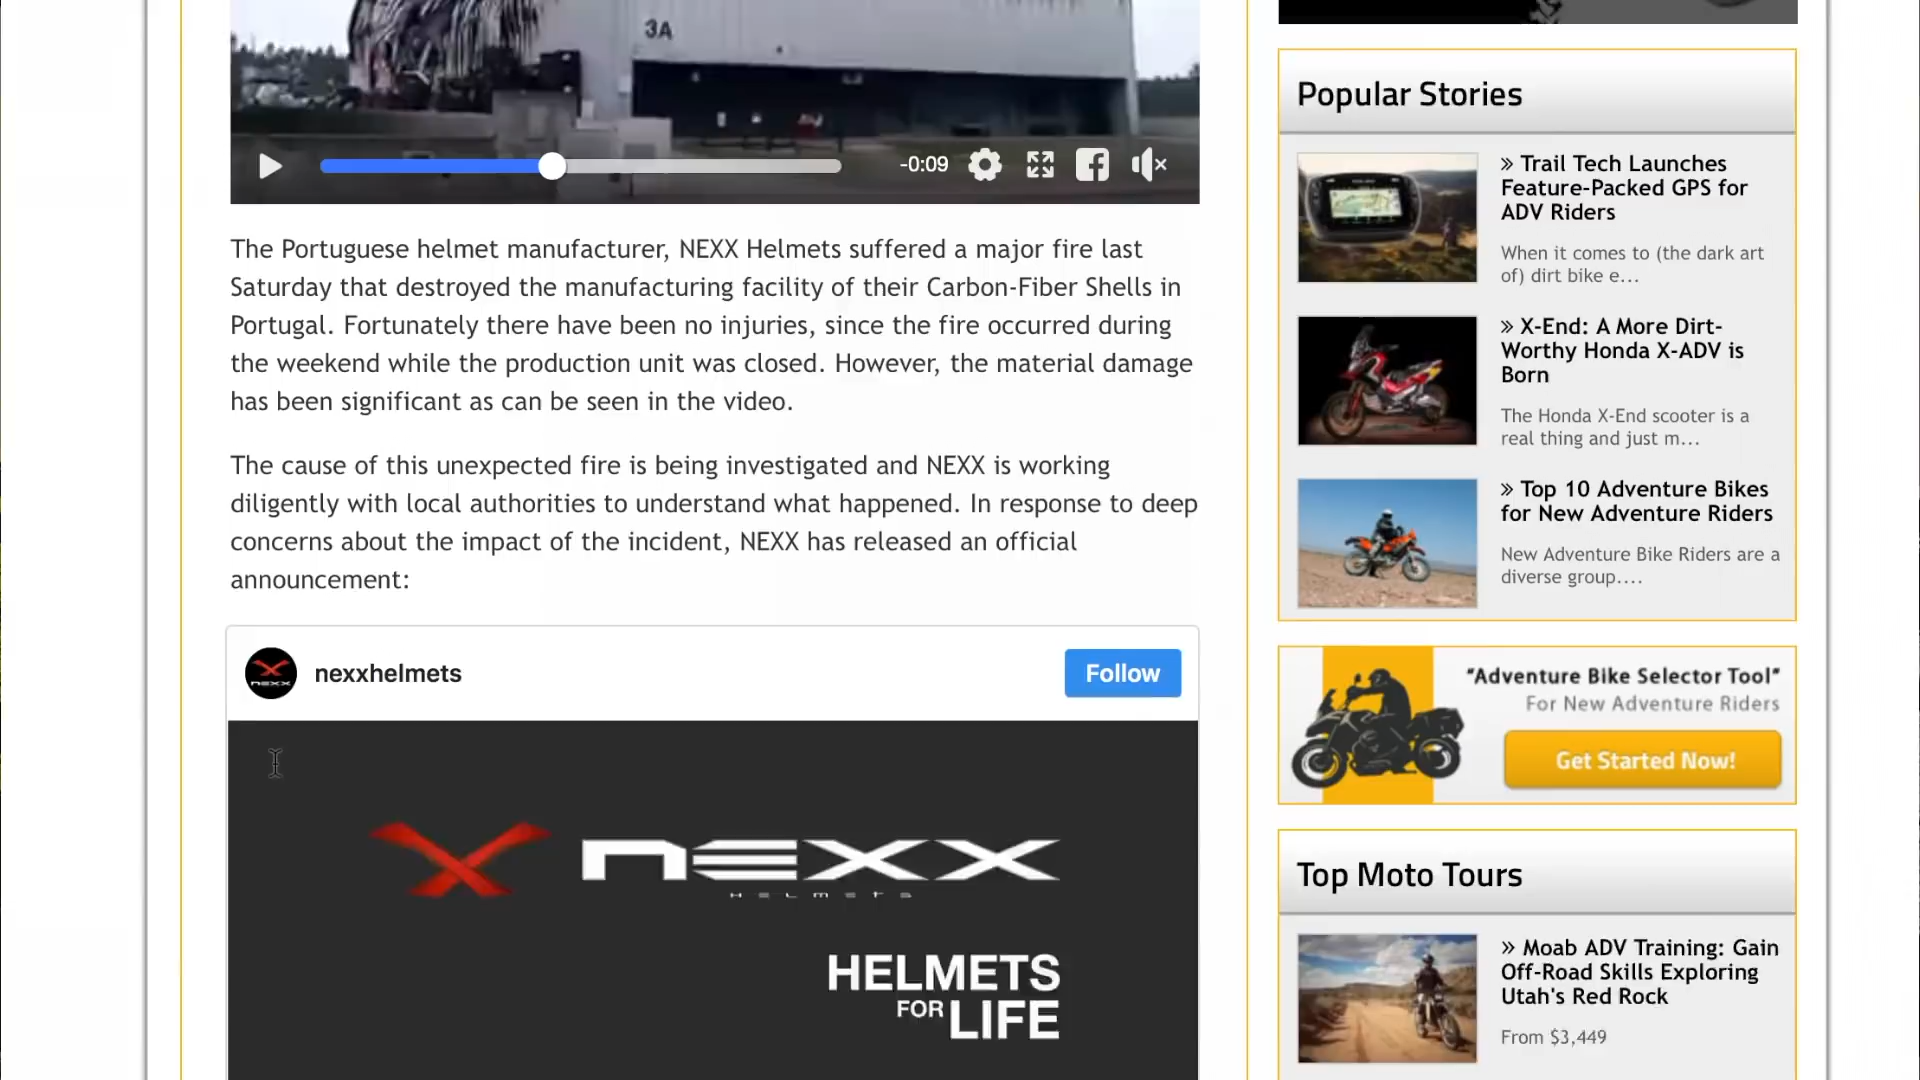 3A
-0:09
The Portuguese helmet manufacturer, NEXX Helmets suffered a major fire last
Saturday that destroyed the manufacturing facility of their Carbon-Fiber Shells in
Portugal. Fortunately there have been no injuries, since the fire occurred during
the weekend while the production unit was closed. However, the material damage
has been significant as can be seen in the video.
The cause of this unexpected fire is being investigated and NEXX is working
diligently with local authorities to understand what happened. In response to deep
concerns about the impact of the incident, NEXX has released an official
announcement:
nexx
nexxhelmets
Follow
nexx
Helmets
HELMETS
FOR LIFE
Popular Stories
» Trail Tech Launches
Feature-Packed GPS for
ADV Riders
When it comes to (the dark art
of) dirt bike e...
» X-End: A More Dirt-
Worthy Honda X-ADV is
Born
The Honda X-End scooter is a
real thing and just m...
» Top 10 Adventure Bikes
for New Adventure Riders
New Adventure Bike Riders are a
diverse group....
“Adventure Bike Selector Tool”
For New Adventure Riders
Get Started Now!
Top Moto Tours
» Moab ADV Training: Gain
Off-Road Skills Exploring
Utah's Red Rock
From $3,449